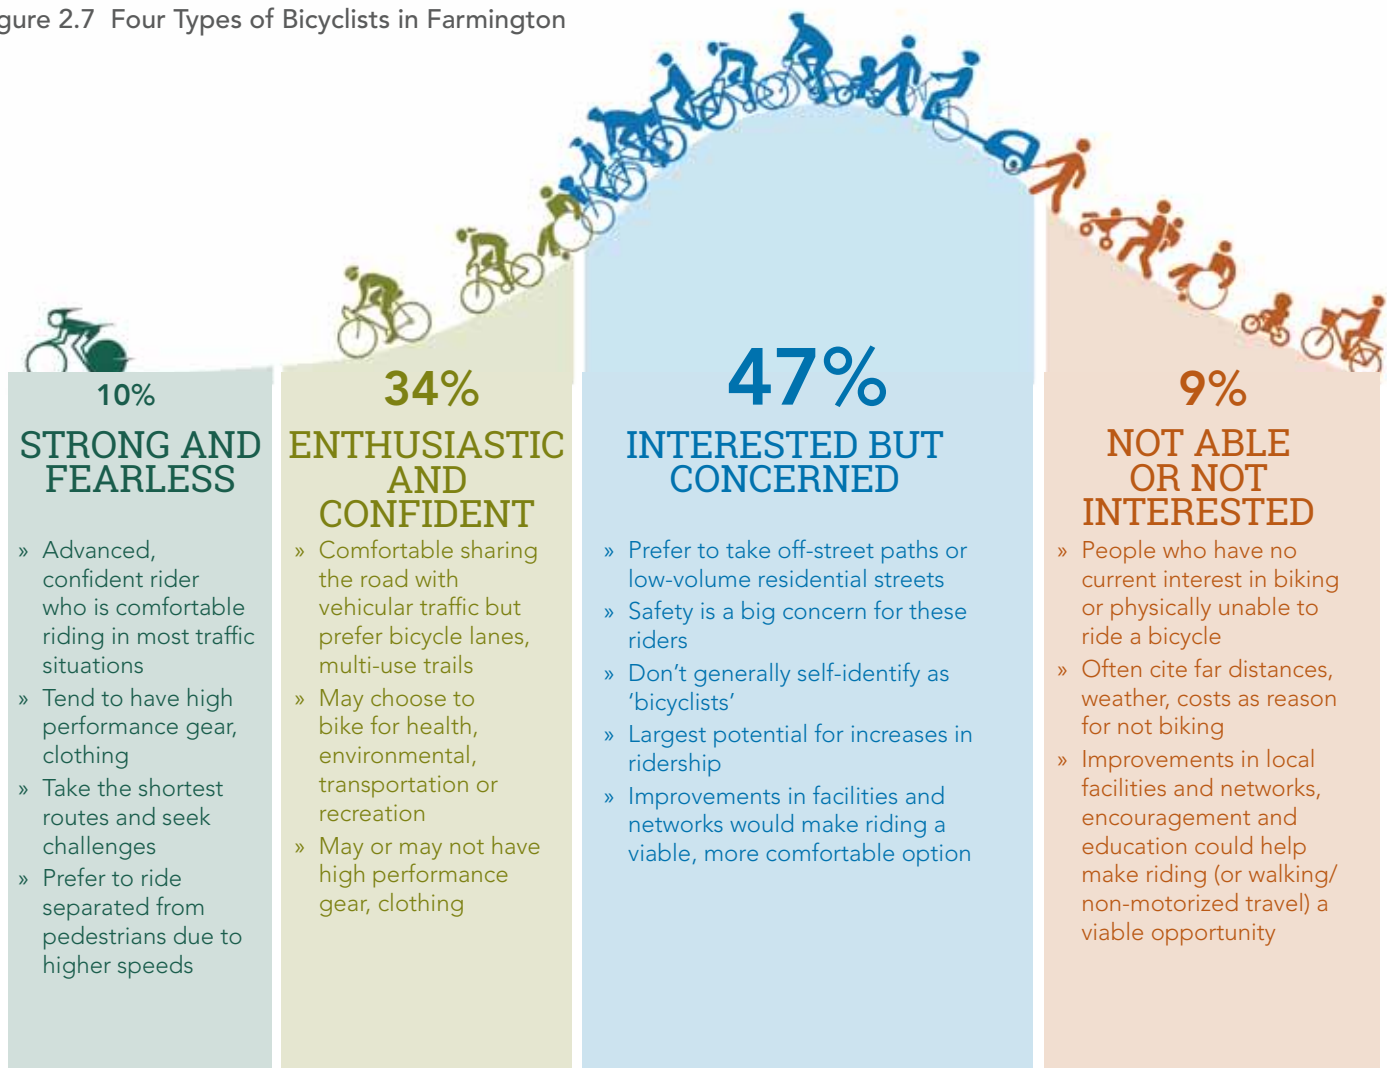 gure 2.7 Four Types of Bicyclists in Farmington
10%
STRONG AND
FEARLESS
» Advanced,
confident rider
who is comfortable
riding in most traffic
situations
» Tend to have high
performance gear,
clothing
» Take the shortest
routes and seek
challenges
» Prefer to ride
separated from
pedestrians due to
higher speeds
34%
ENTHUSIASTIC
AND
CONFIDENT
» Comfortable sharing
the road with
vehicular traffic but
prefer bicycle lanes,
multi-use trails
» May choose to
bike for health,
environmental,
transportation or
recreation
» May or may not have
high performance
gear, clothing
47%
INTERESTED BUT
CONCERNED
» Prefer to take off-street paths or
low-volume residential streets
» Safety is a big concern for these
riders
» Don’t generally self-identify as
‘bicyclists’
» Largest potential for increases in
ridership
» Improvements in facilities and
networks would make riding a
viable, more comfortable option
9%
NOT ABLE
OR NOT
INTERESTED
» People who have no
current interest in biking
or physically unable to
ride a bicycle
» Often cite far distances,
weather, costs as reason
for not biking
» Improvements in local
facilities and networks,
encouragement and
education could help
make riding (or walking/
non-motorized travel) a
viable opportunity